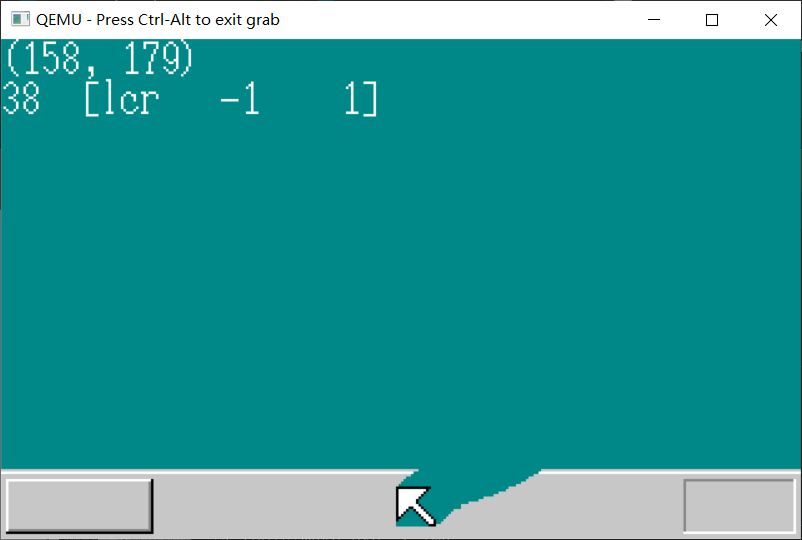 QEMU - Press Ctrl-Alt to exit grab
(158, 179)
38 [lcr -1 1]